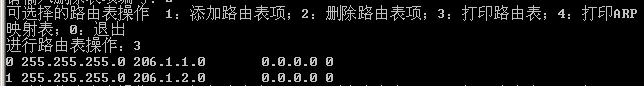 可选择的路由表操作  1：添加路由表项；2：删除路由表项；3：打印路由表；4：打印ARP
映射表；0：退出
进行路由表操作：3
0 255.255.255.0 206.1.1.0       0.0.0.0 0
1 255.255.255.0 206.1.2.0       0.0.0.0 0